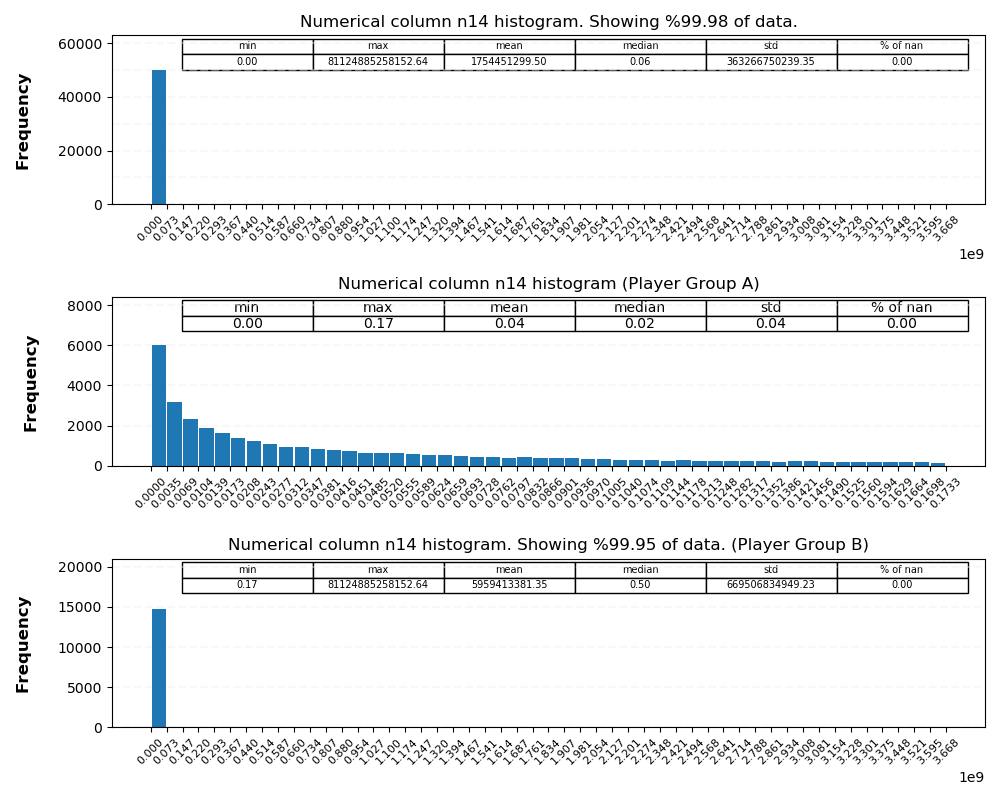 Numerical column n14 histogram. Showing %99.98 of data.
min max mean median std % of nan
0.00 81124885258152.64 1754451299.50 0.06 363266750239.35 0.00
Frequency
60000
40000
20000
0
0.000 0.073 0.147 0.220 0.293 0.367 0.440 0.514 0.587 0.660 0.734 0.807 0.880 0.954 1.027 1.100 1.174 1.247 1.320 1.394 1.467 1.541 1.614 1.687 1.761 1.834 1.907 1.981 2.054 2.127 2.201 2.274 2.348 2.421 2.494 2.568 2.641 2.714 2.788 2.861 2.934 3.008 3.081 3.154 3.228 3.301 3.375 3.448 3.521 3.595 3.668
1e9
Numerical column n14 histogram (Player Group A)
min max mean median std % of nan
0.00 0.17 0.04 0.02 0.04 0.00
Frequency
8000
6000
4000
2000
0
0.0000 0.0035 0.0069 0.0104 0.0139 0.0173 0.0208 0.0243 0.0277 0.0312 0.0347 0.0381 0.0416 0.0451 0.0485 0.0520 0.0555 0.0589 0.0624 0.0659 0.0693 0.0728 0.0762 0.0797 0.0832 0.0866 0.0901 0.0936 0.0970 0.1005 0.1040 0.1074 0.1109 0.1144 0.1178 0.1213 0.1248 0.1282 0.1317 0.1352 0.1386 0.1421 0.1456 0.1490 0.1525 0.1560 0.1594 0.1629 0.1664 0.1698 0.1733
Numerical column n14 histogram. Showing %99.95 of data. (Player Group B)
min max mean median std % of nan
0.17 81124885258152.64 5959413381.35 0.50 669506834949.23 0.00
Frequency
20000
15000
10000
5000
0
0.000 0.073 0.147 0.220 0.293 0.367 0.440 0.514 0.587 0.660 0.734 0.807 0.880 0.954 1.027 1.100 1.174 1.247 1.320 1.394 1.467 1.541 1.614 1.687 1.761 1.834 1.907 1.981 2.054 2.127 2.201 2.274 2.348 2.421 2.494 2.568 2.641 2.714 2.788 2.861 2.934 3.008 3.081 3.154 3.228 3.301 3.375 3.448 3.521 3.595 3.668
1e9